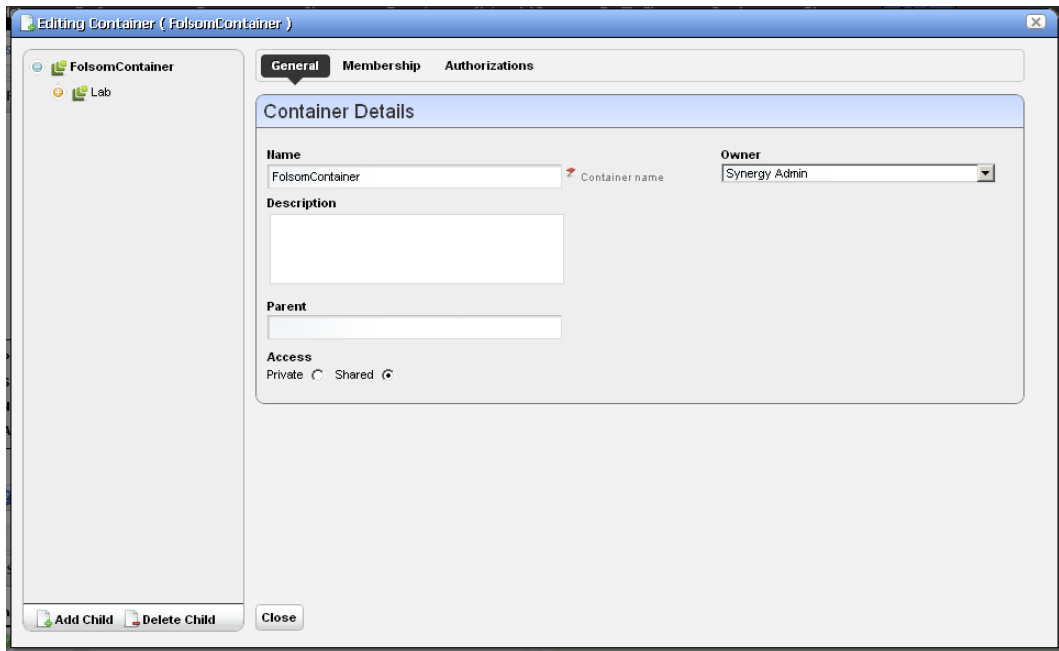 Editing Container ( FolsomContainer )
FolsomContainer
Lab
General Membership Authorizations
Container Details
Name
Owner
FolsomContainer
Container name
Synergy Admin
Description
Parent
Access
Private Shared
Add Child Delete Child
Close